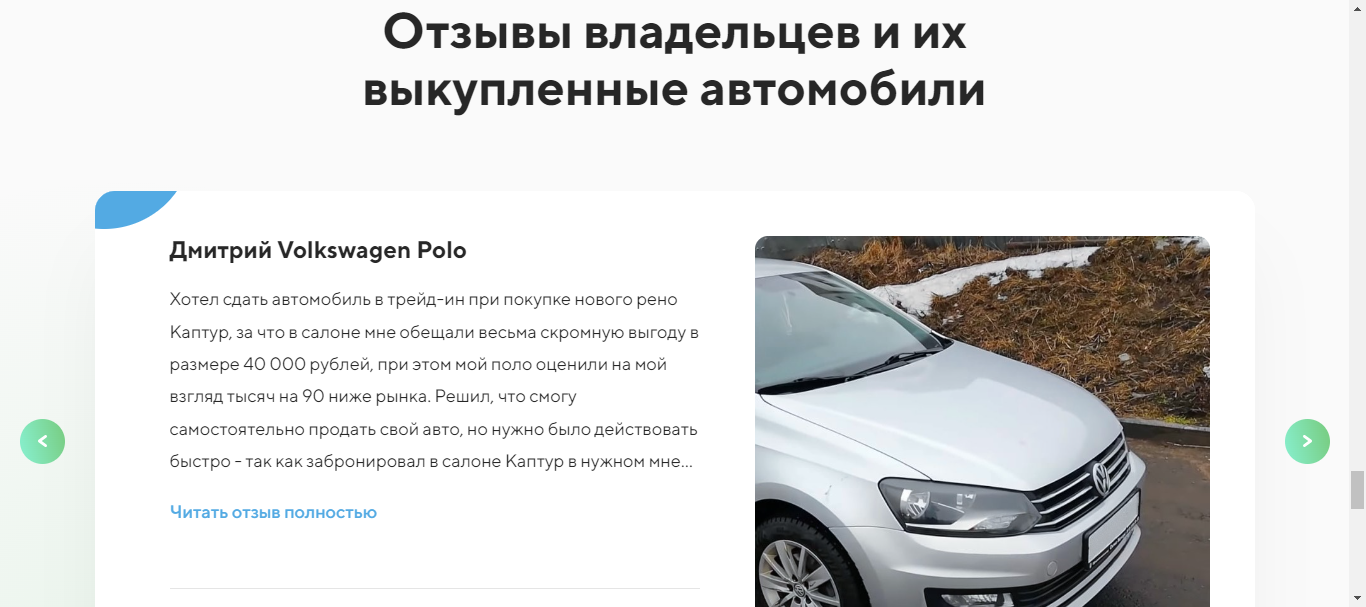 Отзывы владельцев и их
выкупленные автомобили
Дмитрий Volkswagen Polo
Хотел сдать автомобиль в трейд-ин при покупке нового рено
Каптур, за что в салоне мне обещали весьма скромную выгоду в
размере 40 000 рублей, при этом мой поло оценили на мой
взгляд тысяч на 90 ниже рынка. Решил, что смогу
самостоятельно продать свой авто, но нужно было действовать
быстро - так как забронировал в салоне Каптур в нужном мне...
Читать отзыв полностью